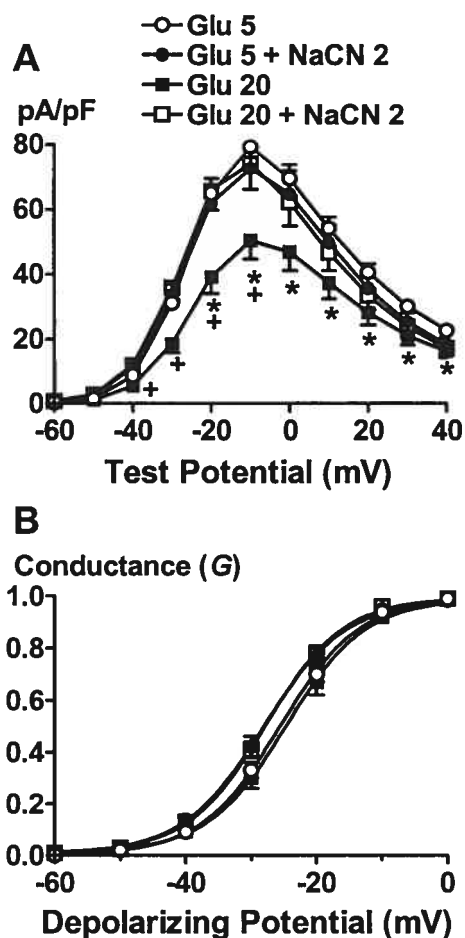 Glu 5
Glu 5 + NaCN 2
Glu 20
Glu 20 + NaCN 2
A
pA/pF
80
60
40
20
0
* * * * * * *
+ + + +
-60 -40 -20 0 20 40
Test Potential (mV)
B
Conductance (G)
1.0
0.8
0.6
0.4
0.2
0.0
-60 -40 -20 0
Depolarizing Potential (mV)